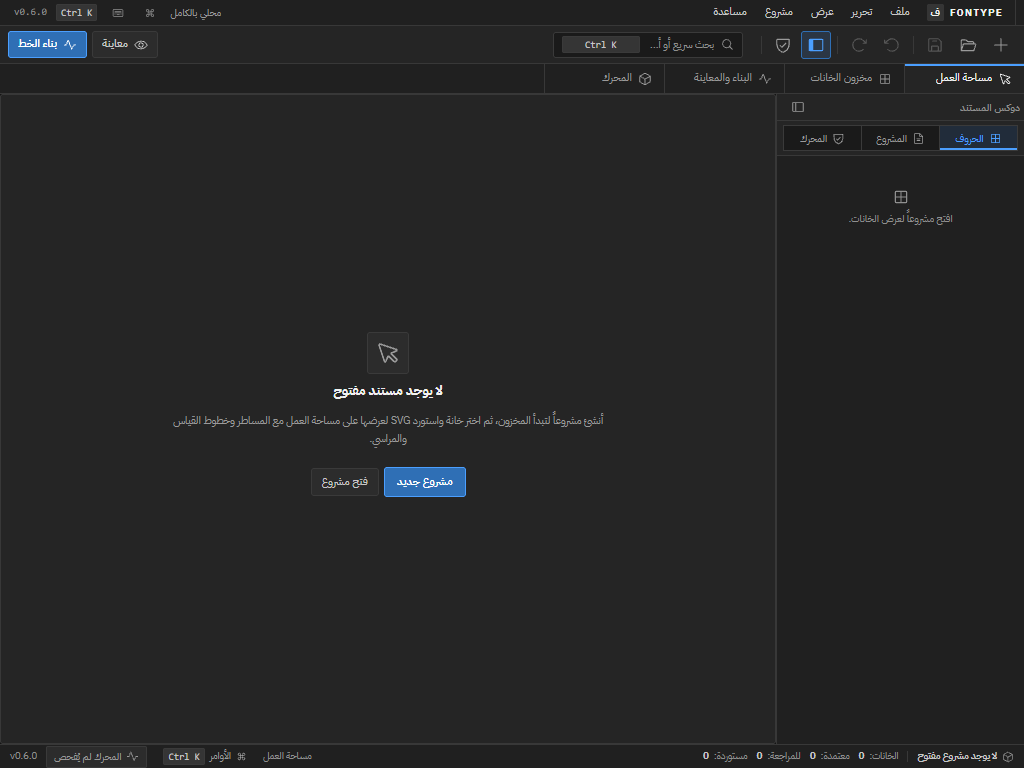 FONTYPE ف ملف تحرير عرض مشروع مساعدة محلي بالكامل ⌘ Ctrl K v0.6.0
بحث سريع أو أ... Ctrl K معاينة بناء الخط
مساحة العمل مخزون الخانات البناء والمعاينة المحرك
دوكس المستند
الحروف المشروع المحرك
افتح مشروعاً لعرض الخانات.
لا يوجد مستند مفتوح
أنشئ مشروعاً لتبدأ المخزون، ثم اختر خانة واستورد SVG لعرضها على مساحة العمل مع المساطر وخطوط القياس
والمراسي.
مشروع جديد فتح مشروع
لا يوجد مشروع مفتوح الخانات: 0 معتمدة: 0 للمراجعة: 0 مستوردة: 0 مساحة العمل ⌘ الأوامر Ctrl K المحرك لم يُفحص v0.6.0